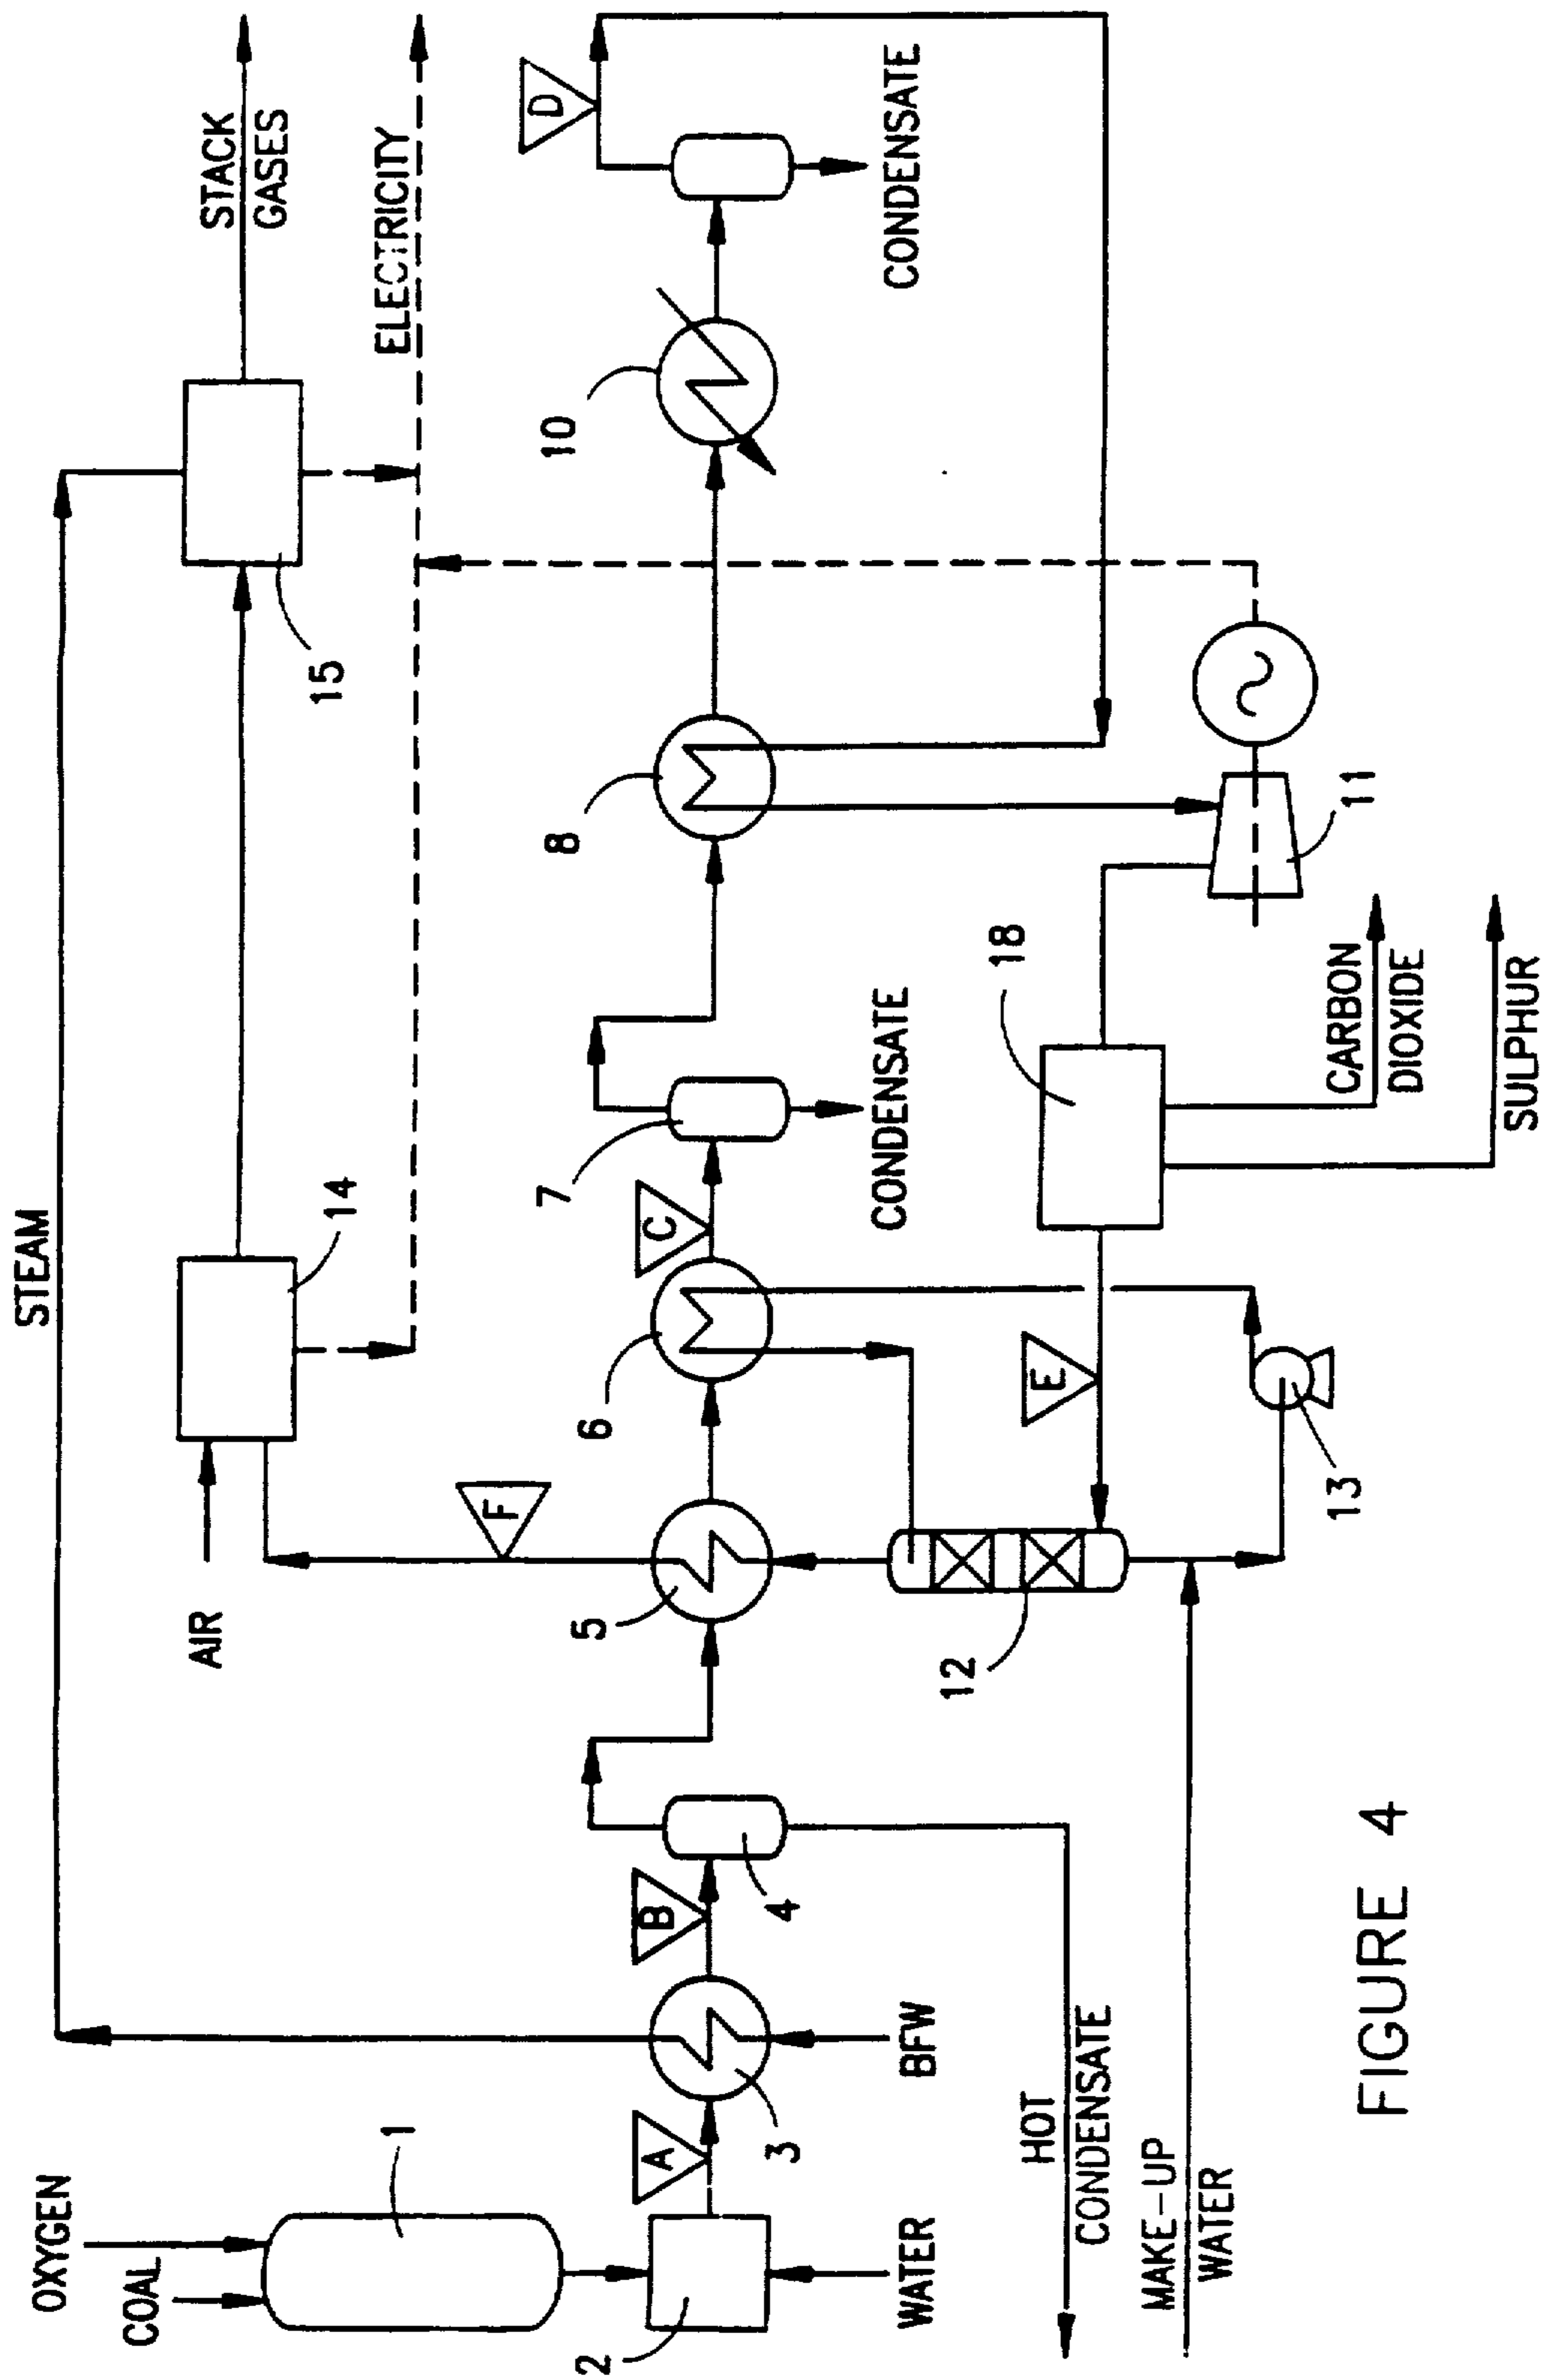 OXYGEN
COAL
1
2
WATER
A
3
BFW
STEAM
B
4
HOT
CONDENSATE
MAKE-UP
WATER
AIR
14
F
5
6
12
13
C
7
CONDENSATE
E
18
CARBON
DIOXIDE
SULPHUR
8
11
15
10
CONDENSATE
D
STACK
GASES
ELECTRICITY
FIGURE 4